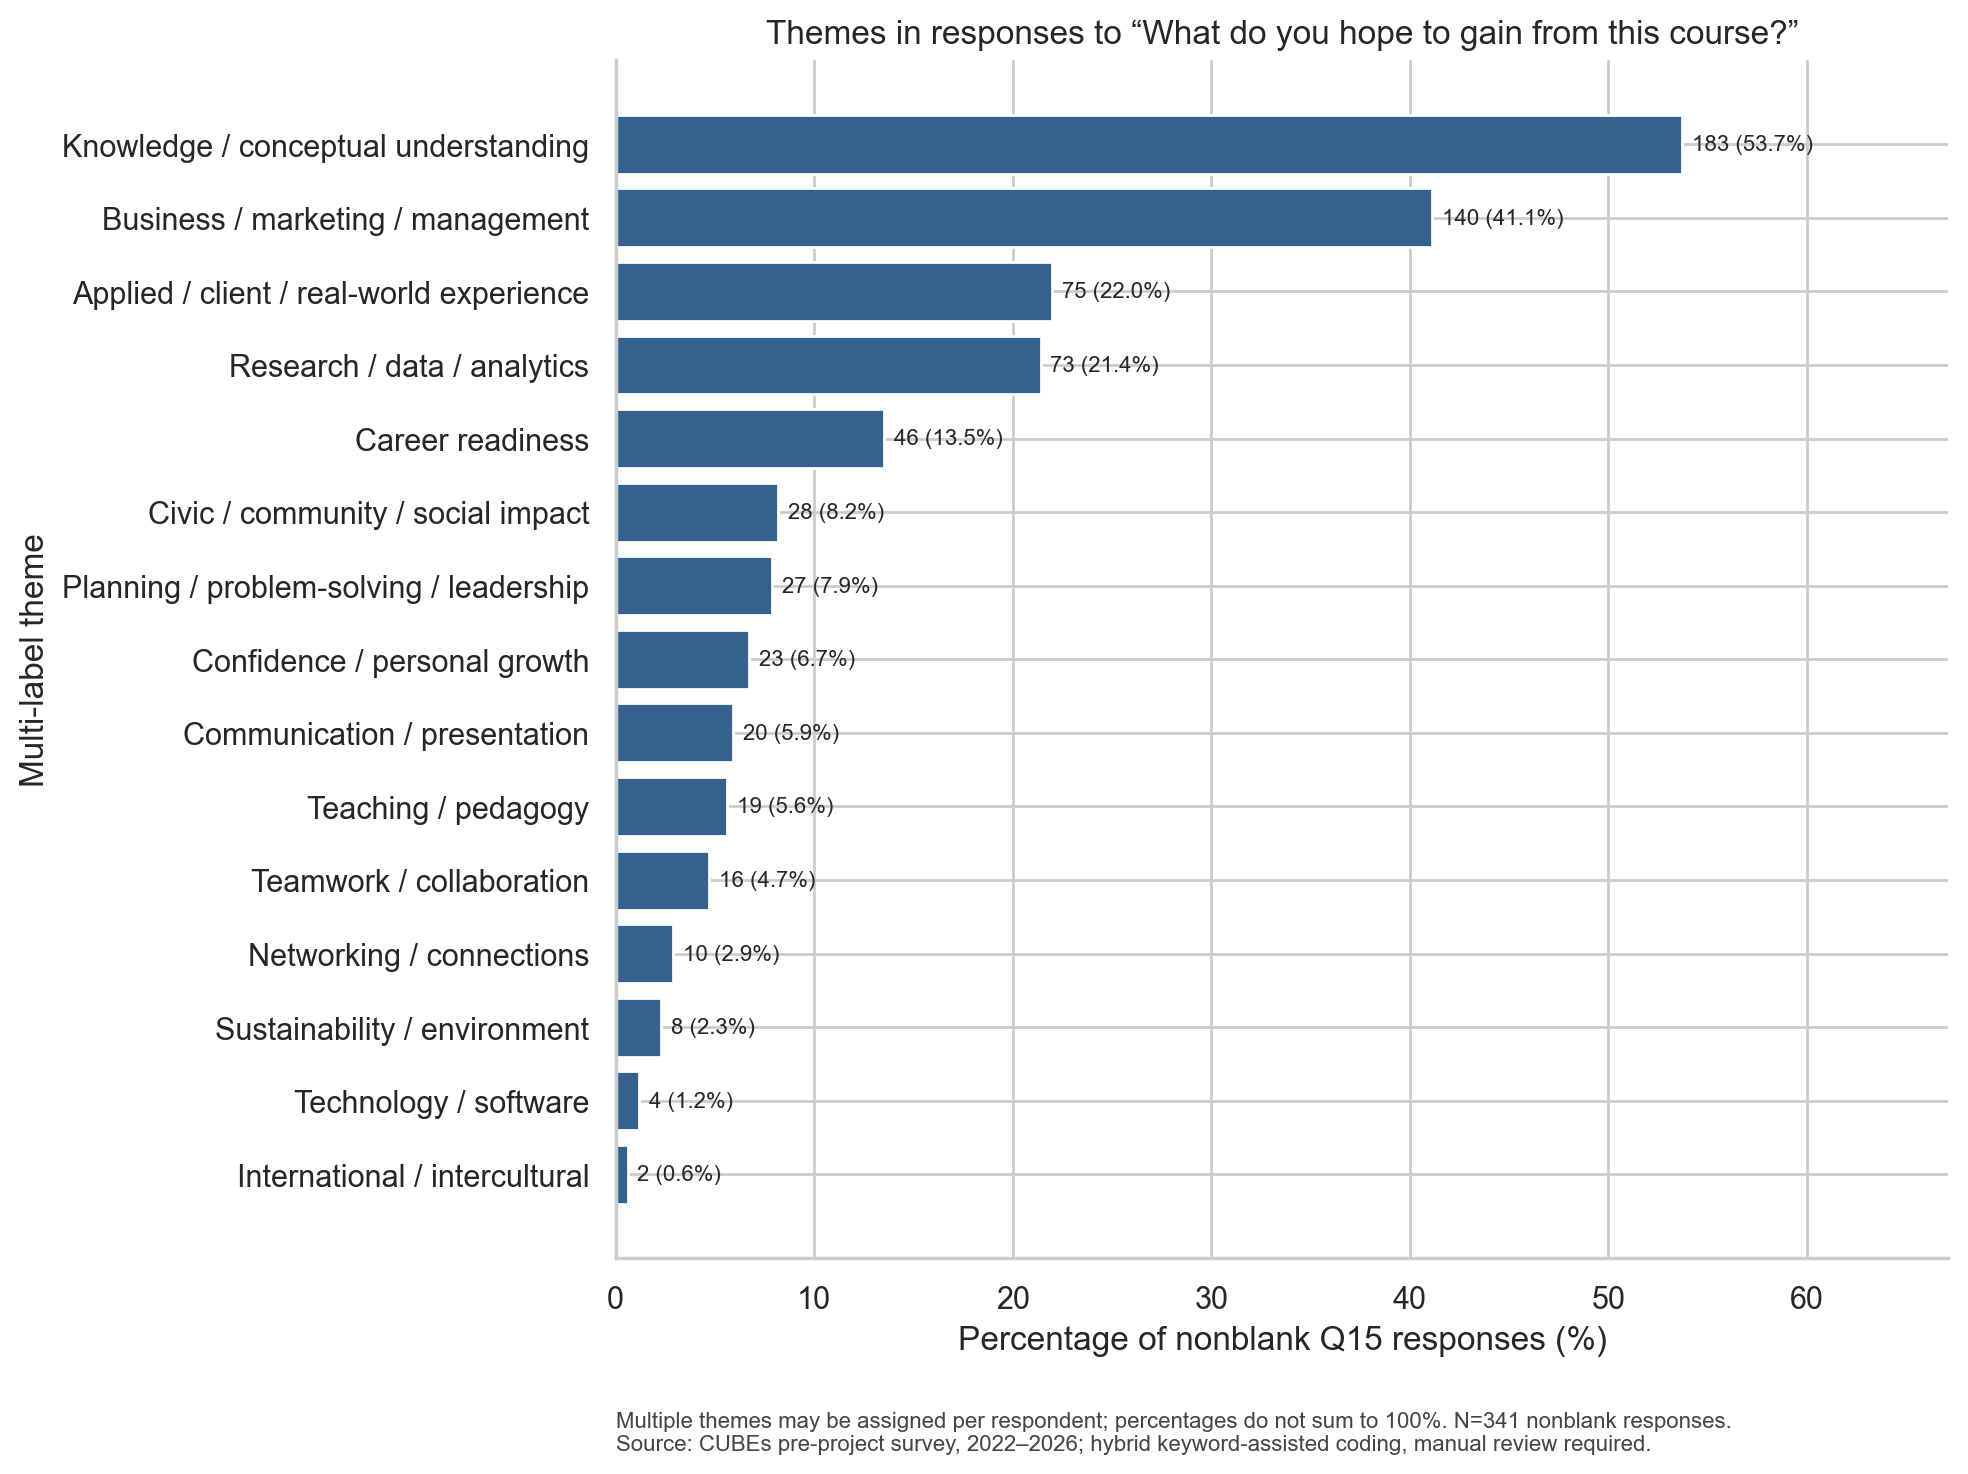 Themes in responses to “What do you hope to gain from this course?”
Multi-label theme
Knowledge / conceptual understanding
183 (53.7%)
Business / marketing / management
140 (41.1%)
Applied / client / real-world experience
75 (22.0%)
Research / data / analytics
73 (21.4%)
Career readiness
46 (13.5%)
Civic / community / social impact
28 (8.2%)
Planning / problem-solving / leadership
27 (7.9%)
Confidence / personal growth
23 (6.7%)
Communication / presentation
20 (5.9%)
Teaching / pedagogy
19 (5.6%)
Teamwork / collaboration
16 (4.7%)
Networking / connections
10 (2.9%)
Sustainability / environment
8 (2.3%)
Technology / software
4 (1.2%)
International / intercultural
2 (0.6%)
0 10 20 30 40 50 60
Percentage of nonblank Q15 responses (%)
Multiple themes may be assigned per respondent; percentages do not sum to 100%. N=341 nonblank responses.
Source: CUBEs pre-project survey, 2022–2026; hybrid keyword-assisted coding, manual review required.